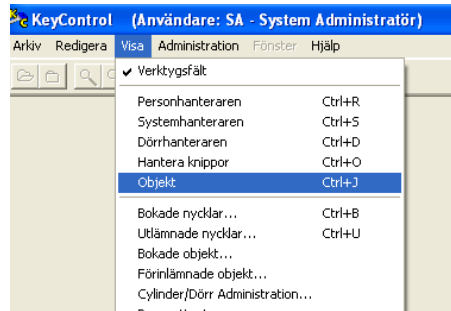 KeyControl (Användare: SA - System Administratör)
Arkiv Redigera Visa Administration Fönster Hjälp
Verktygsfält
Personhanteraren Ctrl+R
Systemhanteraren Ctrl+S
Dörrhanteraren Ctrl+D
Hantera knippor Ctrl+O
Objekt Ctrl+J
Bokade nycklar... Ctrl+B
Utlämnade nycklar... Ctrl+U
Bokade objekt...
Förinlämnade objekt...
Cylinder/Dörr Administration...